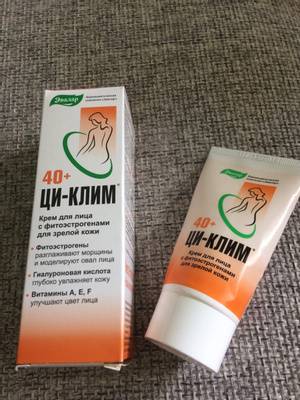 Эвалар
40+
ЦИ-КЛИМ
Крем для лица
с фитоэстрогенами
для зрелой кожи
• Фитоэстрогены
разглаживают морщины
и моделируют овал лица
• Гиалуроновая кислота
глубоко увлажняет кожу
• Витамины А, Е, F
улучшают цвет лица
Эвалар
40+
ЦИ-КЛИМ
Крем для лица
с фитоэстрогенами
для зрелой кожи